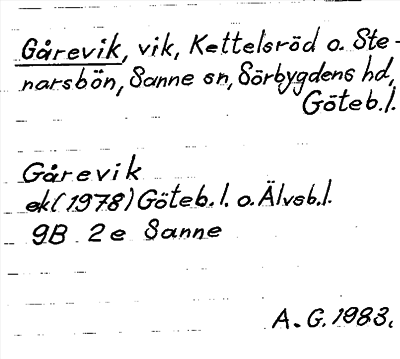 Gårevik, vik, Kettelsröd o. Ste-
narsbön, Sanne sn, Sörbygdens hd,
Göteb.l.
Gårevik
ek (1978) Göteb.l. o. Älvsb.l.
9B 2e Sanne
A.G. 1983.